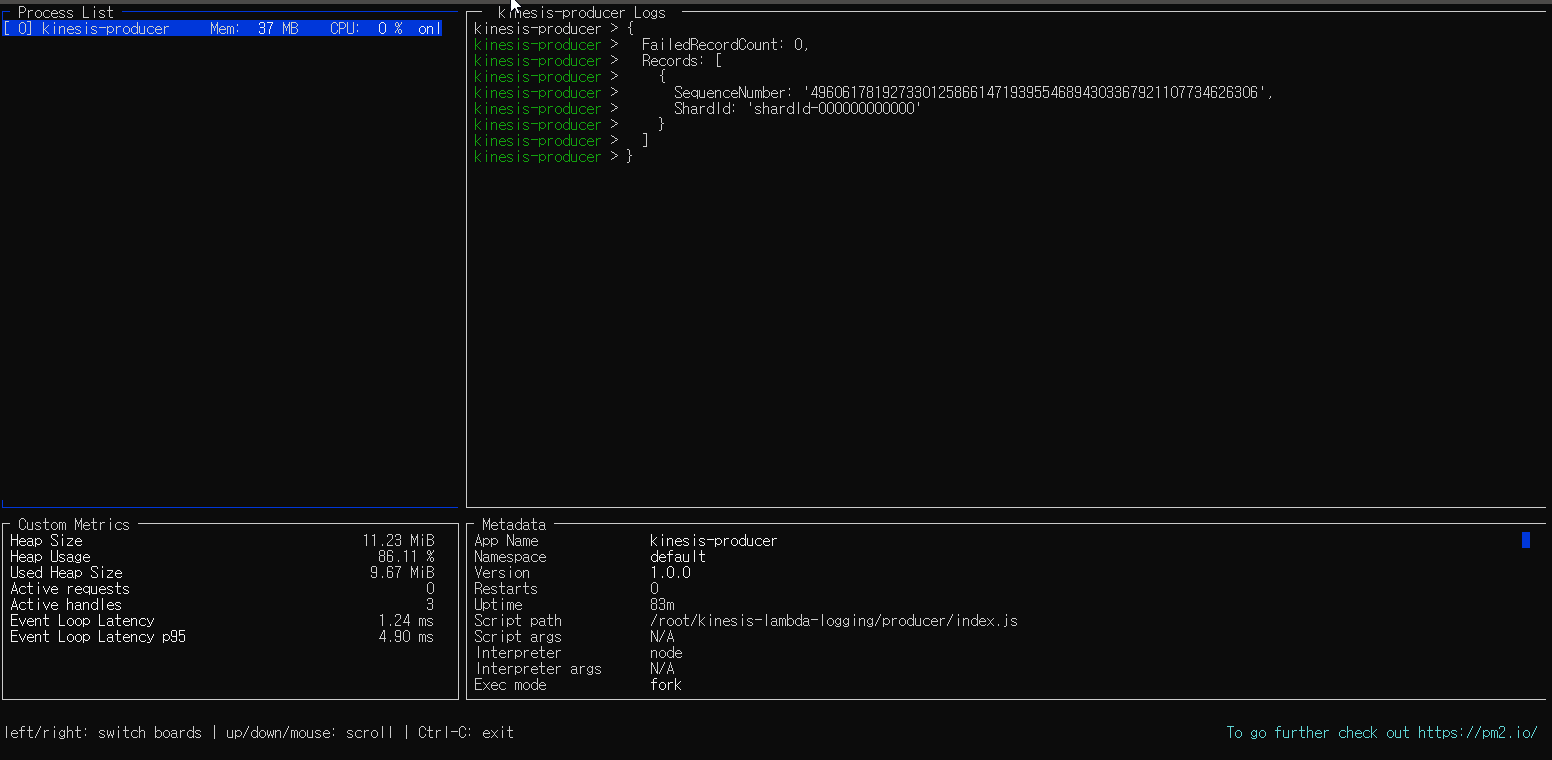 Process List
[ 0] kinesis-producer Mem: 37 MB CPU: 0 % onl
kinesis-producer Logs
kinesis-producer > {
kinesis-producer > FailedRecordCount: 0,
kinesis-producer > Records: [
kinesis-producer > {
kinesis-producer > SequenceNumber: '49606178192733012586614719395546894303367921107734626306',
kinesis-producer > ShardId: 'shardId-000000000000'
kinesis-producer > }
kinesis-producer > ]
kinesis-producer > }
Custom Metrics
Heap Size 11.23 MiB
Heap Usage 86.11 %
Used Heap Size 9.67 MiB
Active requests 0
Active handles 3
Event Loop Latency 1.24 ms
Event Loop Latency p95 4.90 ms
Metadata
App Name kinesis-producer
Namespace default
Version 1.0.0
Restarts 0
Uptime 83m
Script path /root/kinesis-lambda-logging/producer/index.js
Script args N/A
Interpreter node
Interpreter args N/A
Exec mode fork
left/right: switch boards | up/down/mouse: scroll | Ctrl-C: exit
To go further check out https://pm2.io/